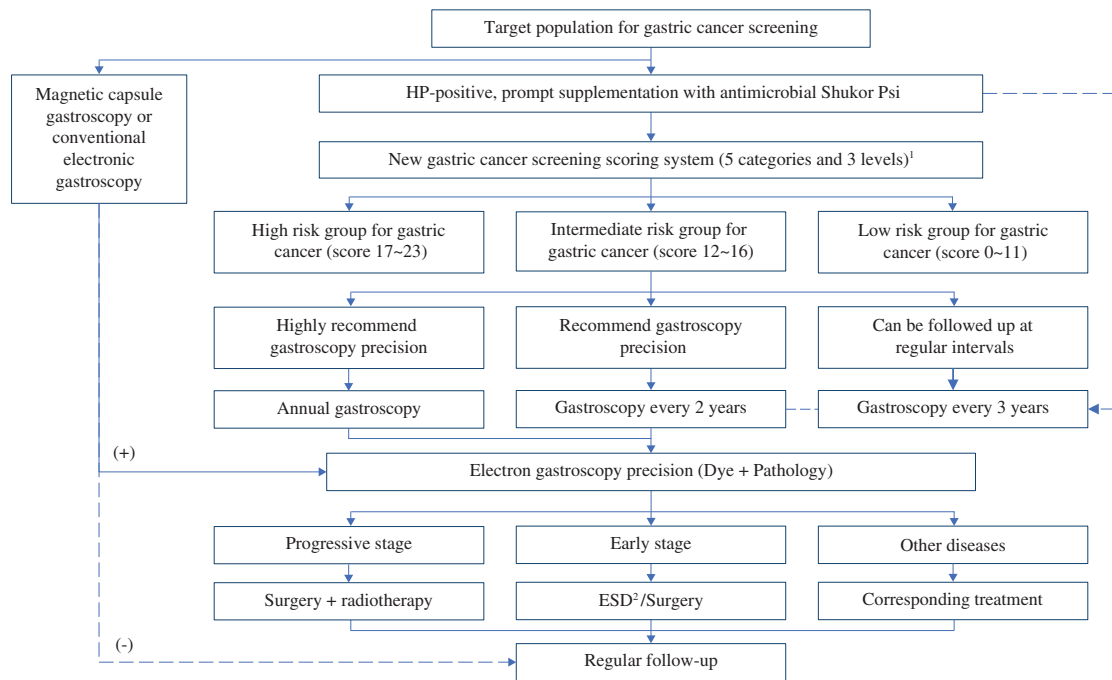 Target population for gastric cancer screening
Magnetic capsule
gastroscopy or
conventional
electronic
gastroscopy
HP-positive, prompt supplementation with antimicrobial Shukor Psi
New gastric cancer screening scoring system (5 categories and 3 levels)¹
High risk group for gastric
cancer (score 17~23)
Intermediate risk group for
gastric cancer (score 12~16)
Low risk group for gastric
cancer (score 0~11)
Highly recommend
gastroscopy precision
Recommend gastroscopy
precision
Can be followed up at
regular intervals
Annual gastroscopy
Gastroscopy every 2 years
Gastroscopy every 3 years
(+)
Electron gastroscopy precision (Dye + Pathology)
Progressive stage
Early stage
Other diseases
Surgery + radiotherapy
ESD²/Surgery
Corresponding treatment
(-)
Regular follow-up